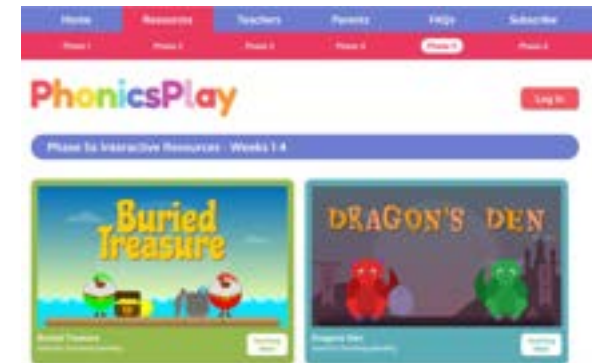 Home Resources Teachers Parents FAQs Subscribe
Phase 1 Phase 2 Phase 3 Phase 4 Phase 5 Phase 6
PhonicsPlay
Log In
Phase 5a Interactive Resources - Weeks 1-4
Buried
Treasure
DRAGON'S DEN
Buried Treasure
Dragons Den